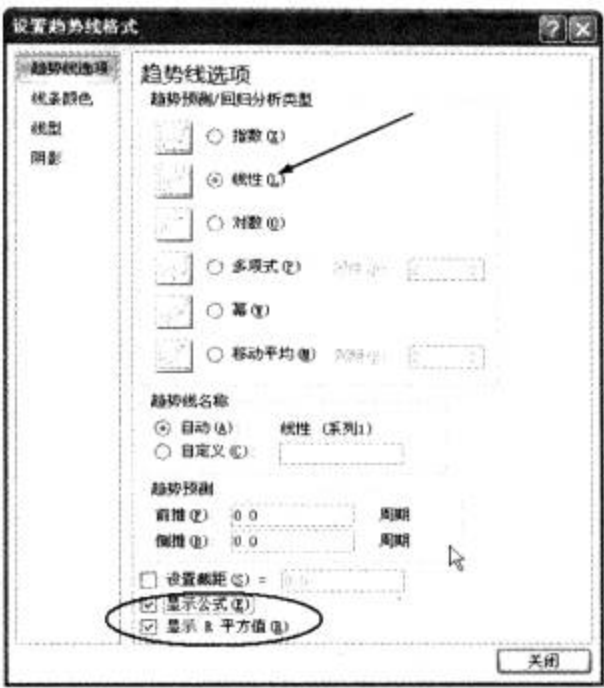 设置趋势线格式
趋势线选项
线条颜色
线型
阴影
趋势线选项
趋势预测/回归分析类型
指数(X)
线性(L)
对数(O)
多项式(P)
幂(W)
移动平均(M)
趋势线名称
自动(A) 线性 (系列1)
自定义(C):
趋势预测
前推(F) 0.0 周期
倒推(B) 0.0 周期
设置截距(S) = 0.0
显示公式(E)
显示 R 平方值(R)
关闭